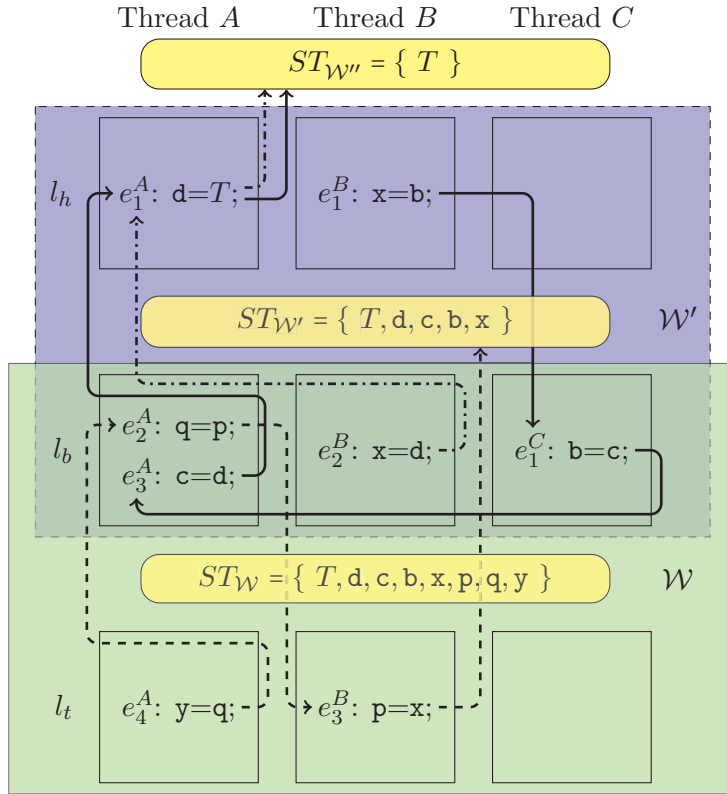 Thread A Thread B Thread C
ST_𝒲'' = { T }
l_h e_1^A: d=T; e_1^B: x=b;
ST_𝒲' = { T, d, c, b, x } 𝒲'
e_2^A: q=p;
l_b e_2^B: x=d; e_1^C: b=c;
e_3^A: c=d;
ST_𝒲 = { T, d, c, b, x, p, q, y } 𝒲
l_t e_4^A: y=q; e_3^B: p=x;